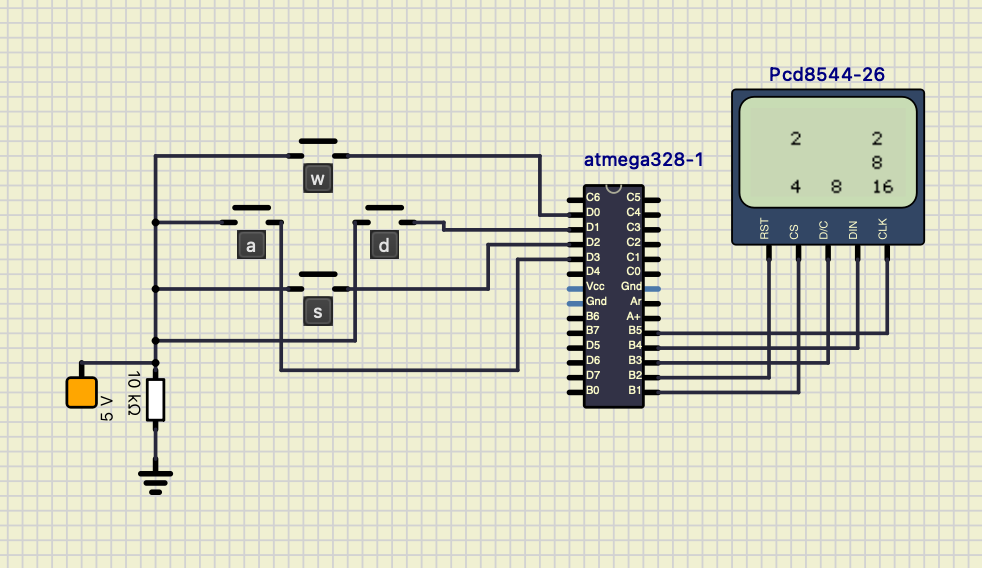 Pcd8544-26
2 2
8
4 8 16
RST CS D/C DIN CLK
atmega328-1
C6 C5
D0 C4
D1 C3
D2 C2
D3 C1
D4 C0
Vcc Gnd
Gnd Ar
B6 A+
B7 B5
D5 B4
D6 B3
D7 B2
B0 B1
w
a
d
s
5 V
10 kΩ